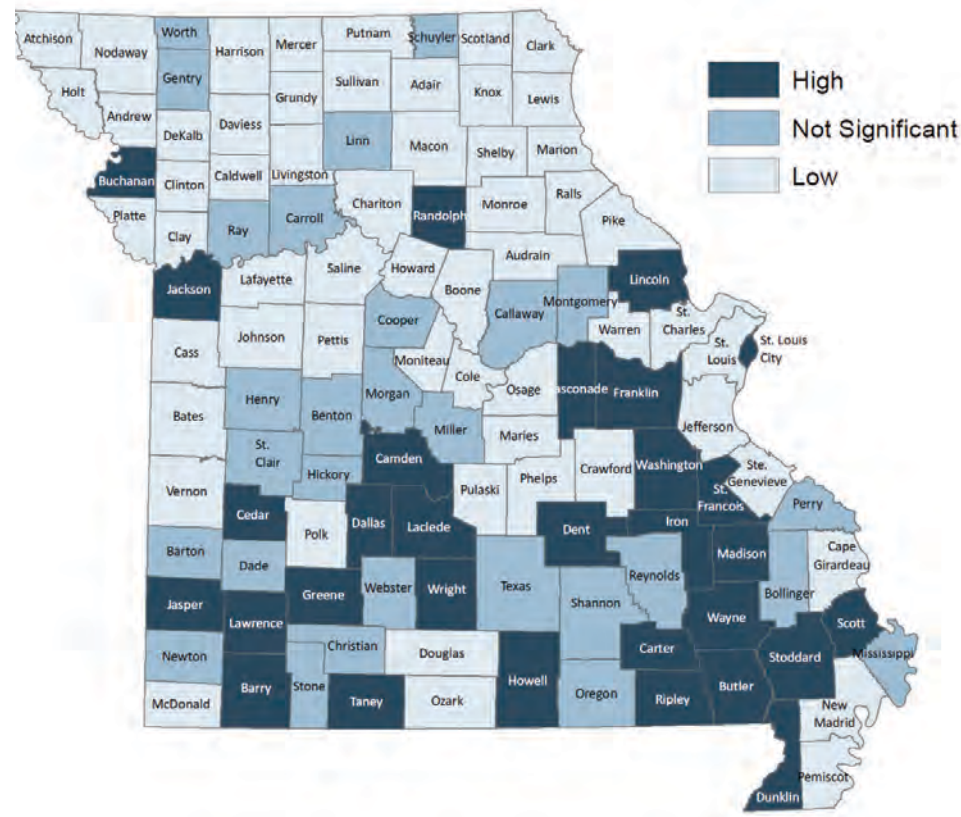 Atchison
Nodaway
Worth
Gentry
Harrison
Mercer
Putnam
Schuyler
Scotland
Clark
Holt
Andrew
DeKalb
Daviess
Grundy
Sullivan
Adair
Knox
Lewis
Buchanan
Clinton
Caldwell
Livingston
Linn
Macon
Shelby
Marion
Platte
Clay
Ray
Carroll
Chariton
Randolph
Monroe
Ralls
Pike
Jackson
Lafayette
Saline
Howard
Boone
Audrain
Callaway
Montgomery
Lincoln
Warren
St.
Charles
St.
Louis
St. Louis
City
Cass
Johnson
Pettis
Cooper
Moniteau
Cole
Osage
Gasconade
Franklin
Jefferson
Bates
Henry
Benton
Morgan
Miller
Maries
St.
Clair
Hickory
Camden
Pulaski
Phelps
Crawford
Washington
Ste.
Genevieve
St.
Francois
Perry
Vernon
Cedar
Polk
Dallas
Laclede
Dent
Iron
Madison
Cape
Girardeau
Barton
Dade
Greene
Webster
Wright
Texas
Shannon
Reynolds
Wayne
Bollinger
Scott
Jasper
Lawrence
Christian
Douglas
Howell
Carter
Stoddard
Mississippi
Newton
McDonald
Barry
Stone
Taney
Ozark
Oregon
Ripley
Butler
New
Madrid
Pemiscot
Dunklin
High
Not Significant
Low